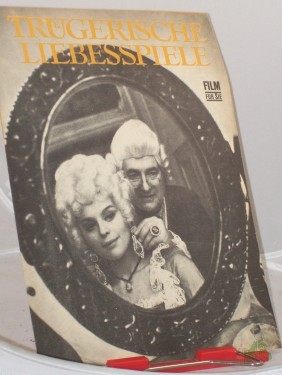 TRÜGERISCHE
LIEBESSPIELE
FILM
FÜR SIE